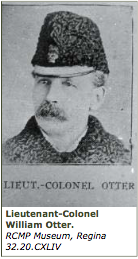 LIEUT.-COLONEL OTTER
Lieutenant-Colonel
William Otter.
RCMP Museum, Regina
32.20.CXLIV